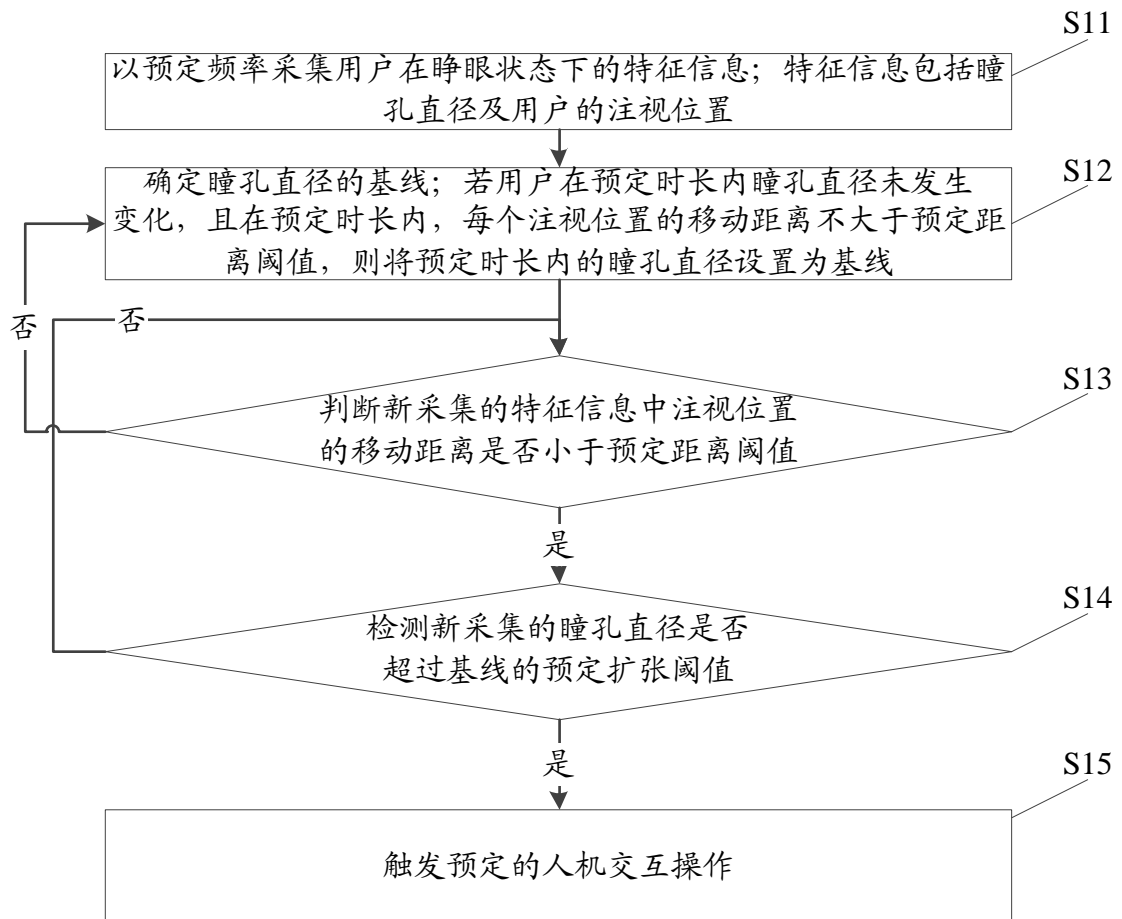 S11
以预定频率采集用户在睁眼状态下的特征信息；特征信息包括瞳
孔直径及用户的注视位置
S12
确定瞳孔直径的基线；若用户在预定时长内瞳孔直径未发生
变化，且在预定时长内，每个注视位置的移动距离不大于预定距
离阈值，则将预定时长内的瞳孔直径设置为基线
否
否
S13
判断新采集的特征信息中注视位置
的移动距离是否小于预定距离阈值
是
S14
检测新采集的瞳孔直径是否
超过基线的预定扩张阈值
是
S15
触发预定的人机交互操作